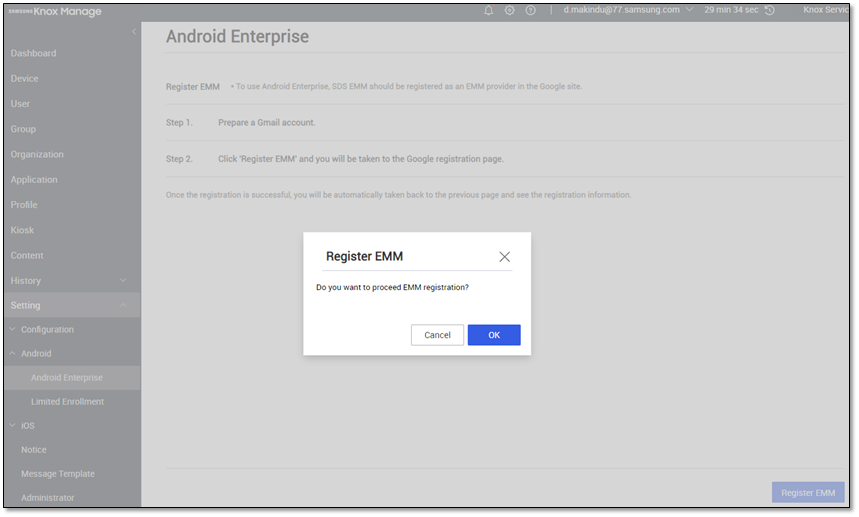 SAMSUNG Knox Manage
d.makindu@77.samsung.com
29 min 34 sec
Knox Servic
Dashboard
Device
User
Group
Organization
Application
Profile
Kiosk
Content
History
Setting
Configuration
Android
Android Enterprise
Limited Enrollment
iOS
Notice
Message Template
Administrator
Android Enterprise
Register EMM
• To use Android Enterprise, SDS EMM should be registered as an EMM provider in the Google site.
Step 1. Prepare a Gmail account.
Step 2. Click 'Register EMM' and you will be taken to the Google registration page.
Once the registration is successful, you will be automatically taken back to the previous page and see the registration information.
Register EMM
Do you want to proceed EMM registration?
Cancel
OK
Register EMM